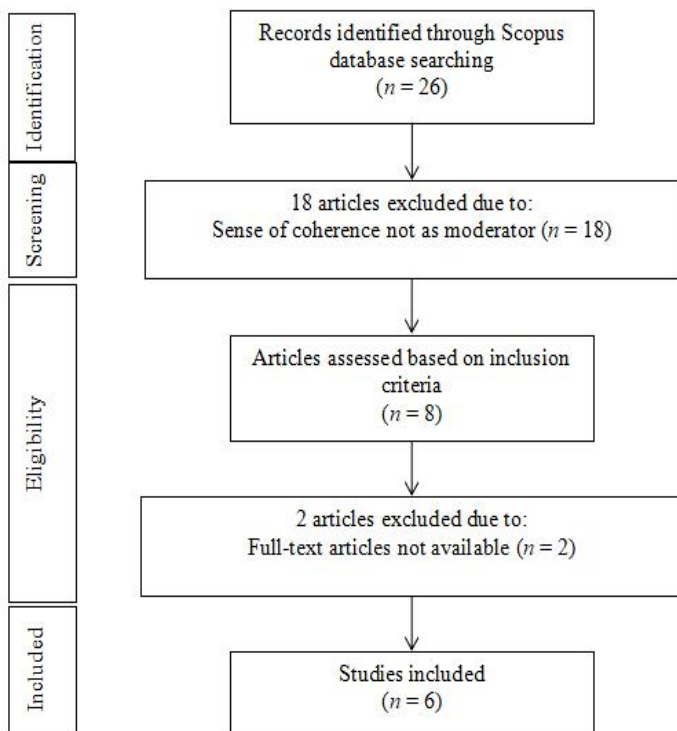 Identification
Records identified through Scopus
database searching
(n = 26)
Screening
18 articles excluded due to:
Sense of coherence not as moderator (n = 18)
Eligibility
Articles assessed based on inclusion
criteria
(n = 8)
2 articles excluded due to:
Full-text articles not available (n = 2)
Included
Studies included
(n = 6)